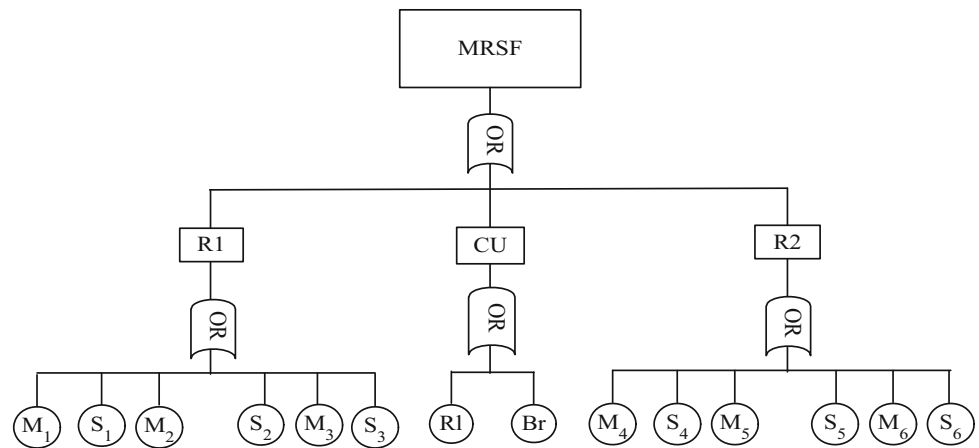 MRSF
OR
R1 CU R2
OR OR OR
M₁ S₁ M₂ S₂ M₃ S₃ Rl Br M₄ S₄ M₅ S₅ M₆ S₆